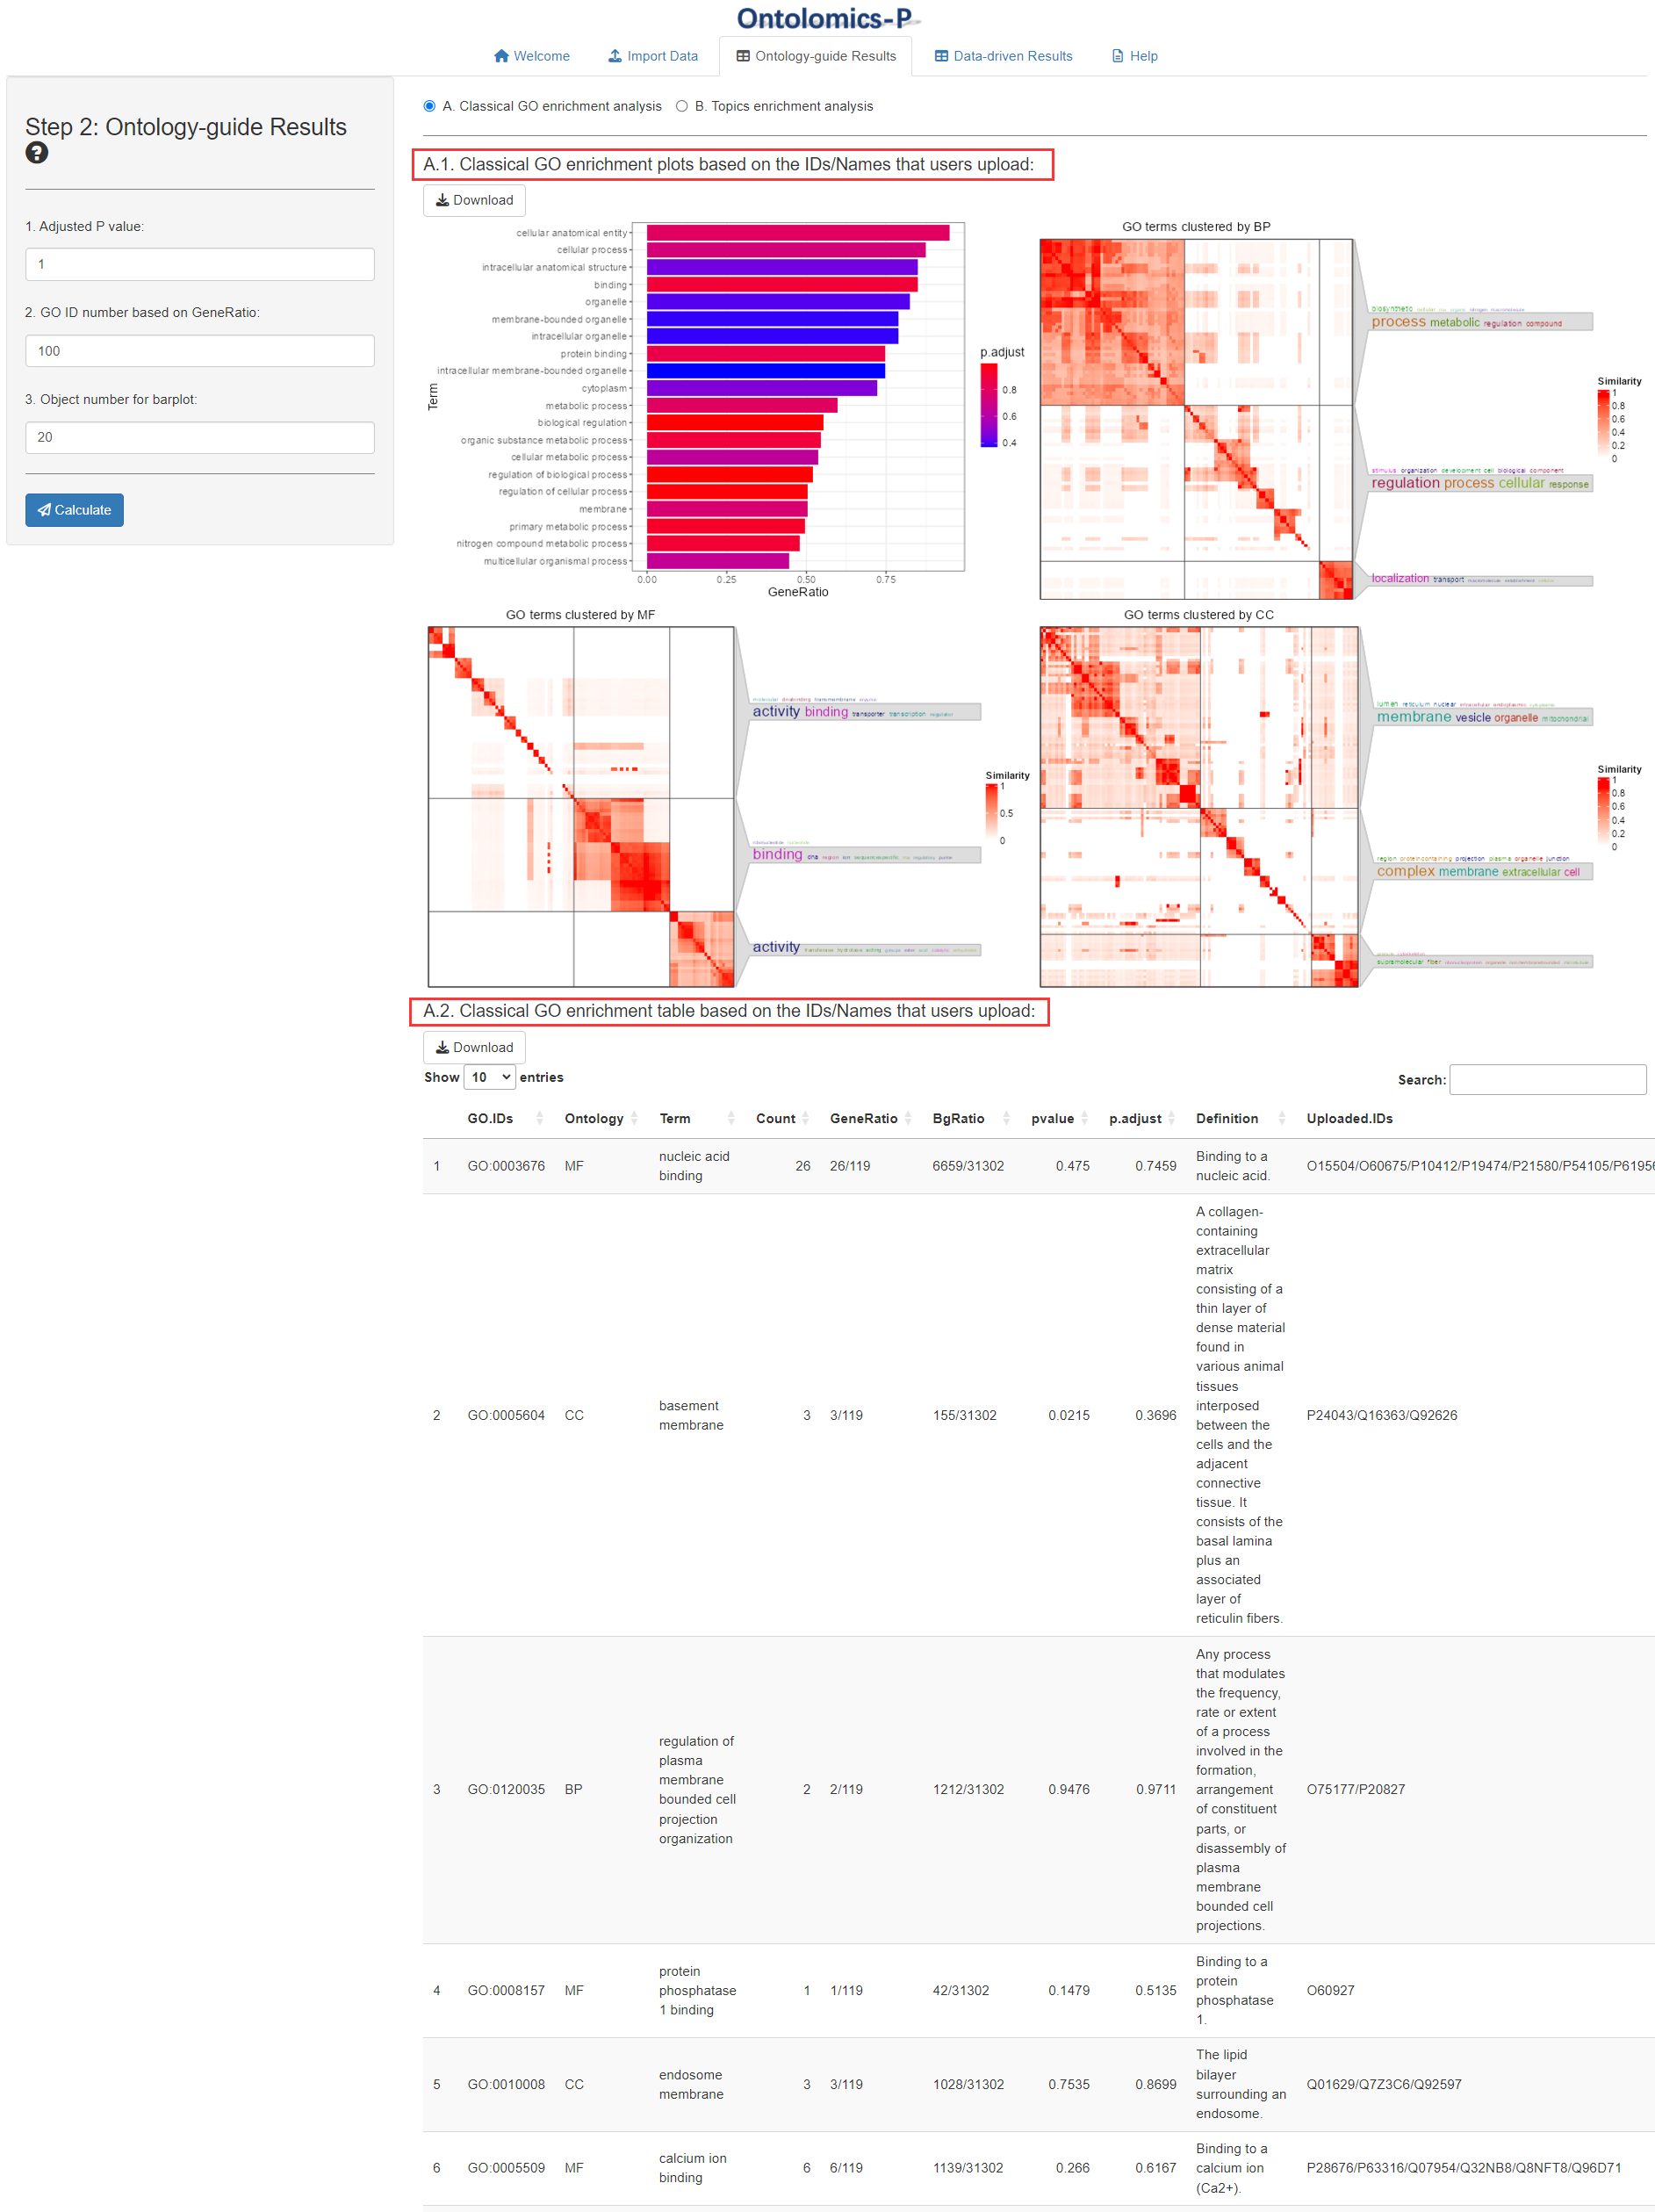 Ontolomics-P
Welcome
Import Data
Ontology-guide Results
Data-driven Results
Help
Step 2: Ontology-guide Results
1. Adjusted P value:
1
2. GO ID number based on GeneRatio:
100
3. Object number for barplot:
20
Calculate
A. Classical GO enrichment analysis
B. Topics enrichment analysis
A.1. Classical GO enrichment plots based on the IDs/Names that users upload:
Download
cellular anatomical entity
cellular process
intracellular anatomical structure
binding
organelle
membrane-bounded organelle
intracellular organelle
protein binding
intracellular membrane-bounded organelle
cytoplasm
metabolic process
biological regulation
organic substance metabolic process
cellular metabolic process
regulation of biological process
regulation of cellular process
membrane
primary metabolic process
nitrogen compound metabolic process
multicellular organismal process
Term
0.00 0.25 0.50 0.75
GeneRatio
p.adjust
0.8
0.6
0.4
GO terms clustered by BP
biosynthetic
process metabolic regulation compound
stimulus organization development cell biological component
regulation process cellular response
localization transport
Similarity
1
0.8
0.6
0.4
0.2
0
GO terms clustered by MF
activity binding transporter transcription regulator
binding dna region ion
activity
Similarity
1
0.5
0
GO terms clustered by CC
lumen reticulum nuclear
membrane vesicle organelle mitochondrial
region proteincontaining projection plasma organelle junction
complex membrane extracellular cell
supramolecular fiber
Similarity
1
0.8
0.6
0.4
0.2
0
A.2. Classical GO enrichment table based on the IDs/Names that users upload:
Download
Show 10 entries
Search:
GO.IDs Ontology Term Count GeneRatio BgRatio pvalue p.adjust Definition Uploaded.IDs
1 GO:0003676 MF nucleic acid binding 26 26/119 6659/31302 0.475 0.7459 Binding to a nucleic acid. O15504/O60675/P10412/P19474/P21580/P54105/P6195
2 GO:0005604 CC basement membrane 3 3/119 155/31302 0.0215 0.3696 A collagen-containing extracellular matrix consisting of a thin layer of dense material found in various animal tissues interposed between the cells and the adjacent connective tissue. It consists of the basal lamina plus an associated layer of reticulin fibers. P24043/Q16363/Q92626
3 GO:0120035 BP regulation of plasma membrane bounded cell projection organization 2 2/119 1212/31302 0.9476 0.9711 Any process that modulates the frequency, rate or extent of a process involved in the formation, arrangement of constituent parts, or disassembly of plasma membrane bounded cell projections. O75177/P20827
4 GO:0008157 MF protein phosphatase 1 binding 1 1/119 42/31302 0.1479 0.5135 Binding to a protein phosphatase 1. O60927
5 GO:0010008 CC endosome membrane 3 3/119 1028/31302 0.7535 0.8699 The lipid bilayer surrounding an endosome. Q01629/Q7Z3C6/Q92597
6 GO:0005509 MF calcium ion binding 6 6/119 1139/31302 0.266 0.6167 Binding to a calcium ion (Ca2+). P28676/P63316/Q07954/Q32NB8/Q8NFT8/Q96D71